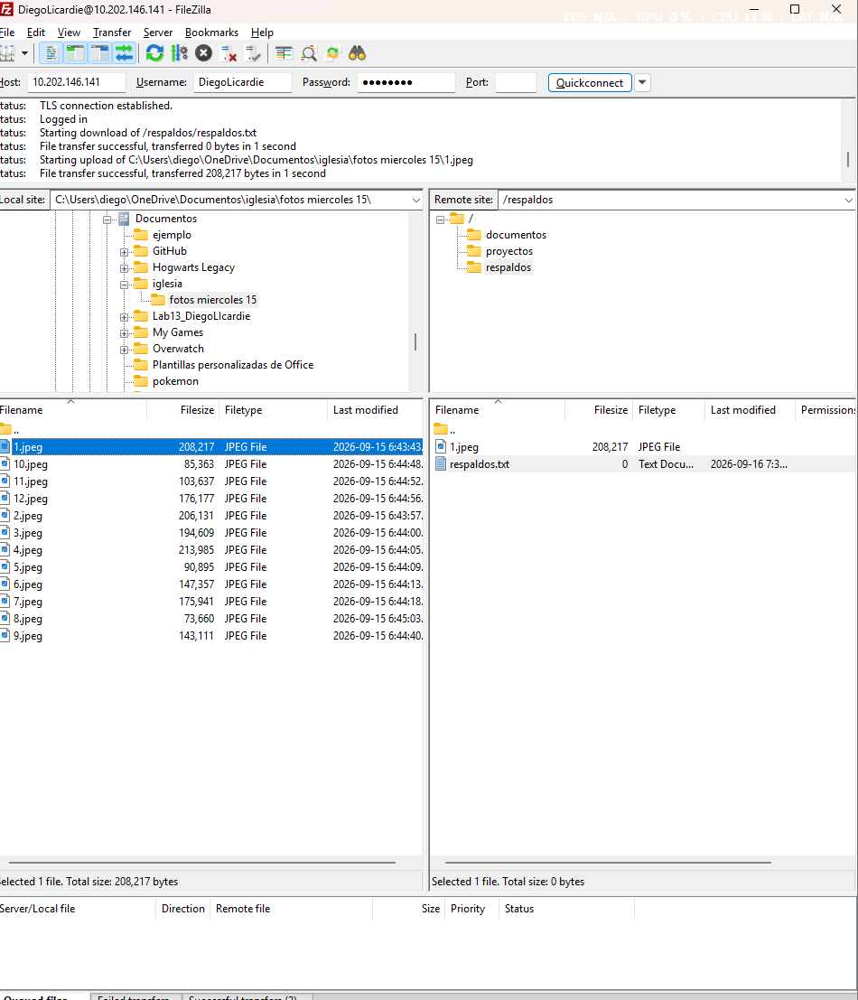 DiegoLicardie@10.202.146.141 - FileZilla
FPS N/A | GPU 0 % | CPU 11 % | LAT N/A
File Edit View Transfer Server Bookmarks Help
Host: 10.202.146.141 Username: DiegoLicardie Password: ●●●●●●●● Port: Quickconnect
tatus: TLS connection established.
tatus: Logged in
tatus: Starting download of /respaldos/respaldos.txt
tatus: File transfer successful, transferred 0 bytes in 1 second
tatus: Starting upload of C:\Users\diego\OneDrive\Documentos\iglesia\fotos miercoles 15\1.jpeg
tatus: File transfer successful, transferred 208,217 bytes in 1 second
Local site: C:\Users\diego\OneDrive\Documentos\iglesia\fotos miercoles 15\
Documentos
ejemplo
GitHub
Hogwarts Legacy
iglesia
fotos miercoles 15
Lab13_DiegoLIcardie
My Games
Overwatch
Plantillas personalizadas de Office
pokemon
Remote site: /respaldos
/
documentos
proyectos
respaldos
Filename Filesize Filetype Last modified
..
1.jpeg 208,217 JPEG File 2026-09-15 6:43:43.
10.jpeg 85,363 JPEG File 2026-09-15 6:44:48.
11.jpeg 103,637 JPEG File 2026-09-15 6:44:52.
12.jpeg 176,177 JPEG File 2026-09-15 6:44:56.
2.jpeg 206,131 JPEG File 2026-09-15 6:43:57.
3.jpeg 194,609 JPEG File 2026-09-15 6:44:00.
4.jpeg 213,985 JPEG File 2026-09-15 6:44:05.
5.jpeg 90,895 JPEG File 2026-09-15 6:44:09.
6.jpeg 147,357 JPEG File 2026-09-15 6:44:13.
7.jpeg 175,941 JPEG File 2026-09-15 6:44:18.
8.jpeg 73,660 JPEG File 2026-09-15 6:45:03.
9.jpeg 143,111 JPEG File 2026-09-15 6:44:40.
Selected 1 file. Total size: 208,217 bytes
Filename Filesize Filetype Last modified Permissions
..
1.jpeg 208,217 JPEG File
respaldos.txt 0 Text Docu... 2026-09-16 7:3...
Selected 1 file. Total size: 0 bytes
Server/Local file Direction Remote file Size Priority Status
Queued files Failed transfers Successful transfers (2)